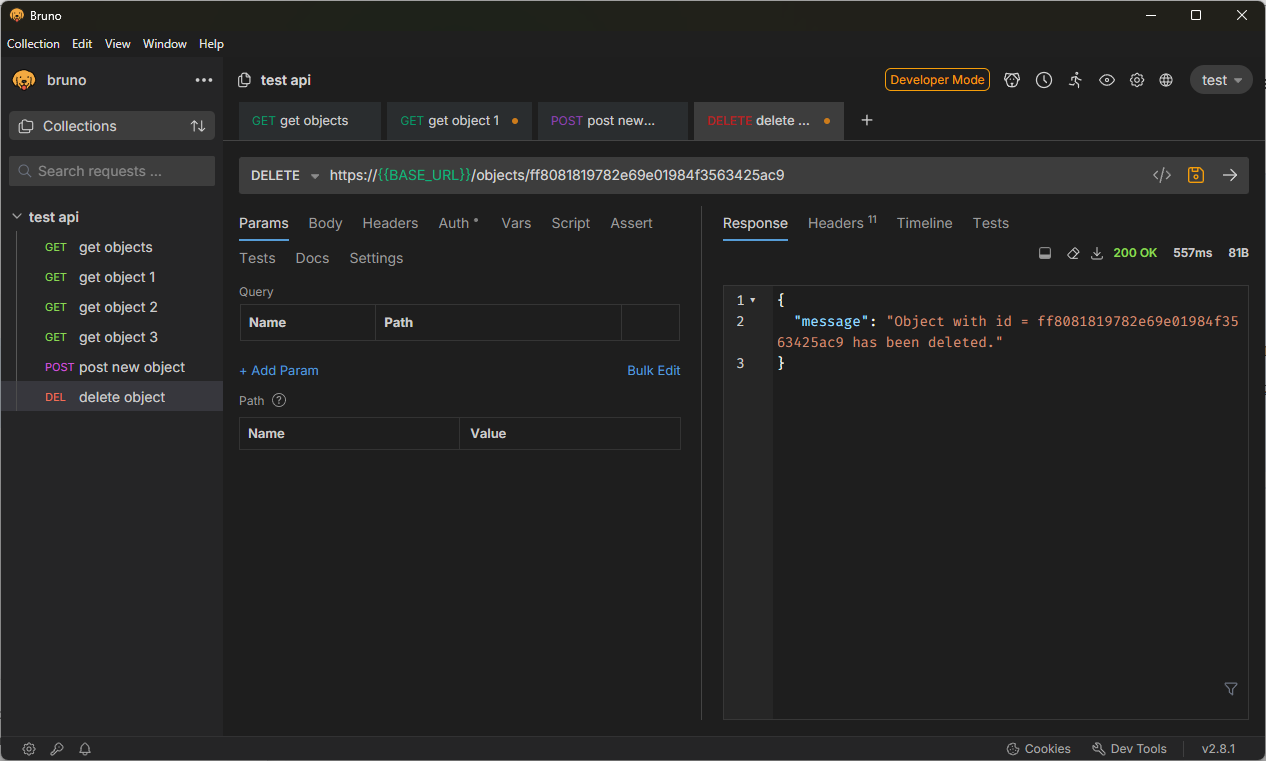 Bruno
Collection Edit View Window Help
bruno
test api
Developer Mode
test
Collections
Search requests ...
test api
GET get objects
GET get object 1
GET get object 2
GET get object 3
POST post new object
DEL delete object
GET get objects
GET get object 1
POST post new...
DELETE delete ...
DELETE https://{{BASE_URL}}/objects/ff8081819782e69e01984f3563425ac9
Params Body Headers Auth Vars Script Assert
Tests Docs Settings
Query
Name Path
+ Add Param Bulk Edit
Path ?
Name Value
Response Headers 11 Timeline Tests
200 OK 557ms 81B
1 {
2 "message": "Object with id = ff8081819782e69e01984f35
63425ac9 has been deleted."
3 }
Cookies Dev Tools v2.8.1